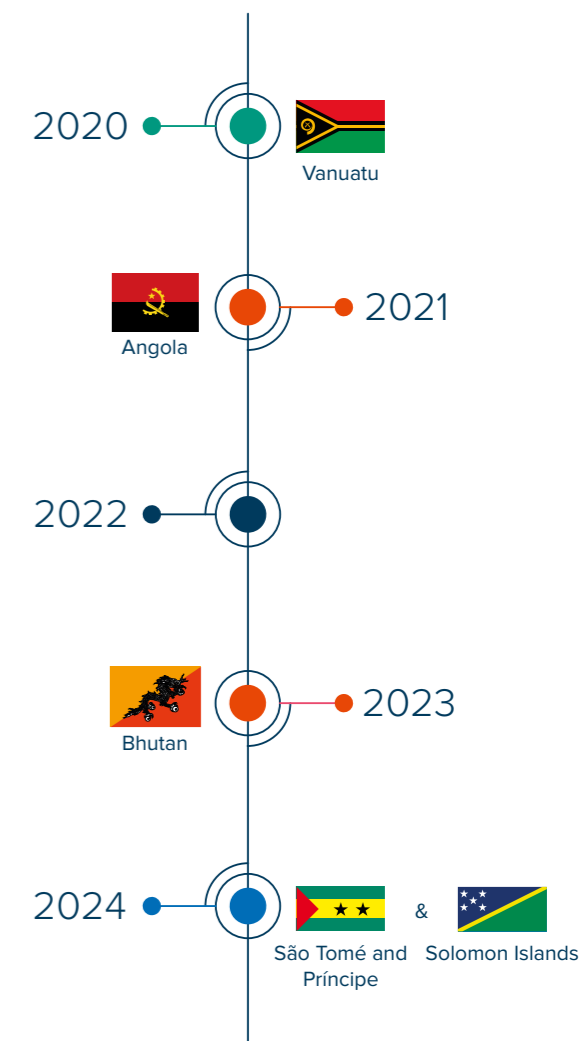 2020
Vanuatu
2021
Angola
2022
2023
Bhutan
2024
&
São Tomé and
Príncipe
Solomon Islands